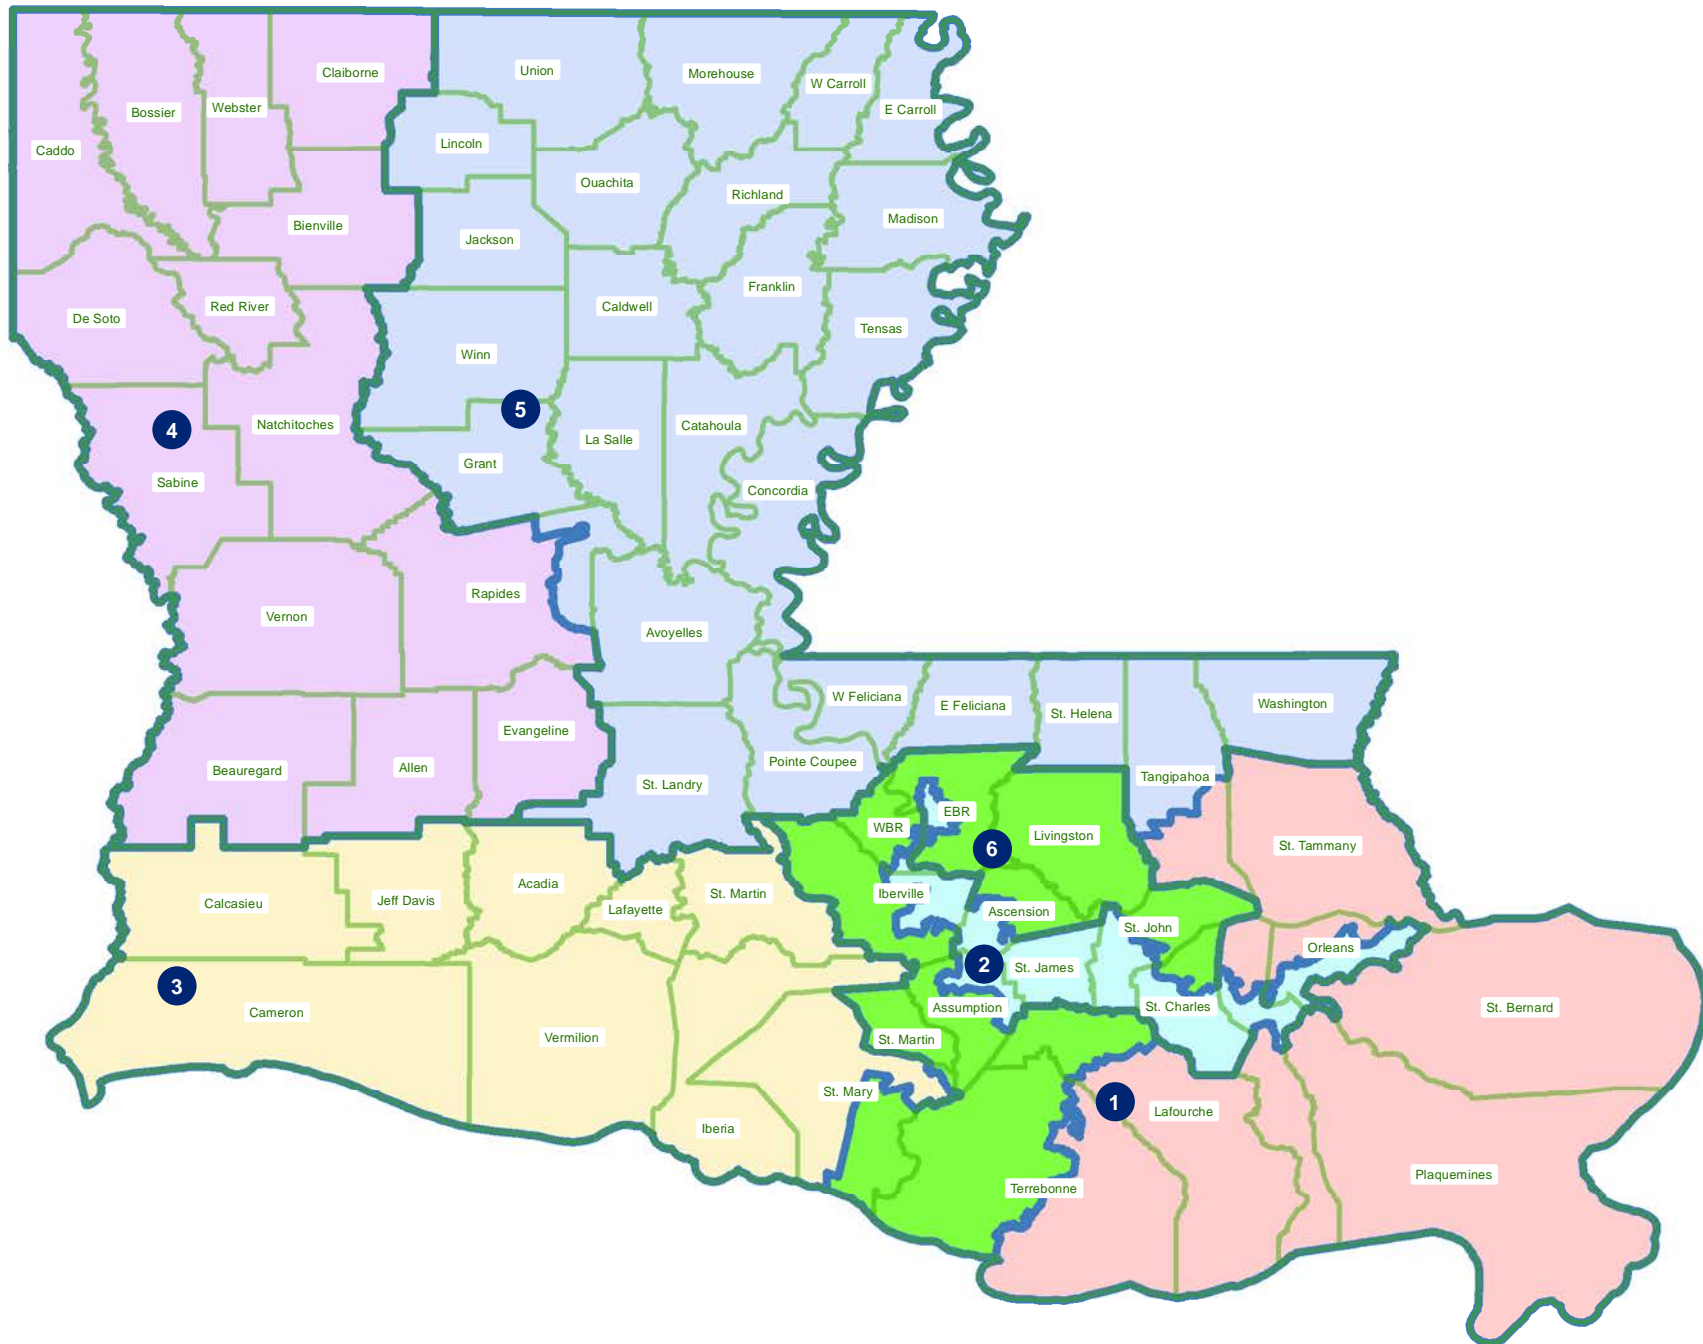 Claiborne
Union
Morehouse
W Carroll
E Carroll
Webster
Bossier
Caddo
Lincoln
Ouachita
Richland
Madison
Bienville
Jackson
Franklin
Red River
Caldwell
De Soto
Tensas
Winn
5
4
Natchitoches
La Salle
Catahoula
Grant
Sabine
Concordia
Rapides
Vernon
Avoyelles
W Feliciana
E Feliciana
St. Helena
Washington
Evangeline
Pointe Coupee
Allen
Beauregard
Tangipahoa
St. Landry
EBR
WBR
Livingston
6
St. Tammany
Acadia
St. Martin
Iberville
Jeff Davis
Calcasieu
Lafayette
Ascension
St. John
Orleans
2
St. James
3
Cameron
Assumption
St. Charles
St. Bernard
Vermilion
St. Martin
St. Mary
1
Lafourche
Iberia
Plaquemines
Terrebonne